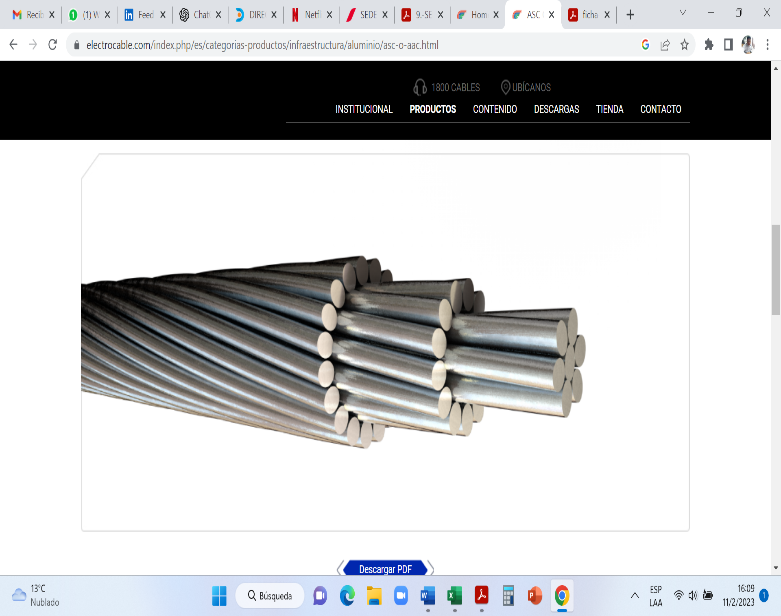 Recib
(1) W
Feed
Chat
DIRE
Netfl
SEDE
9.-SE
Hom
ASC
ficha
electrocable.com/index.php/es/categorias-productos/infraestructura/aluminio/asc-o-aac.html
1800 CABLES UBÍCANOS
INSTITUCIONAL PRODUCTOS CONTENIDO DESCARGAS TIENDA CONTACTO
Descargar PDF
13°C
Nublado
Búsqueda
ESP
LAA
16:09
11/2/2023
1